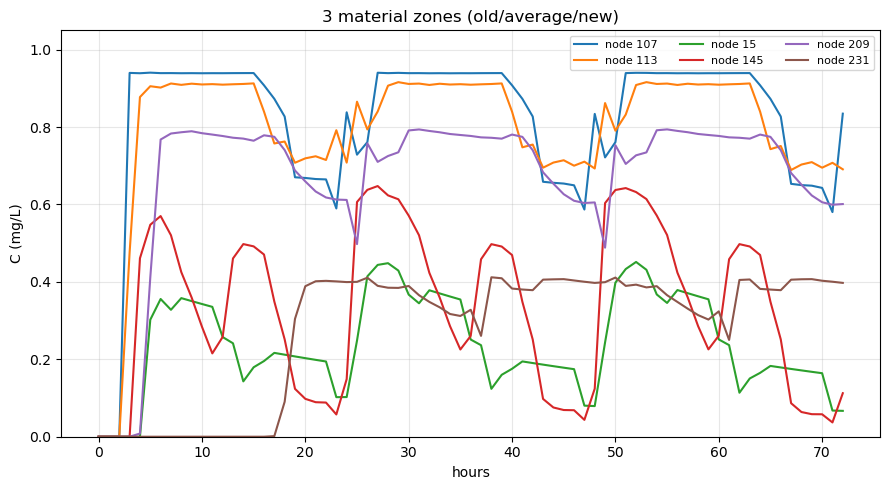 3 material zones (old/average/new)
node 107 node 15 node 209
node 113 node 145 node 231
C (mg/L)
1.0
0.8
0.6
0.4
0.2
0.0
0 10 20 30 40 50 60 70
hours